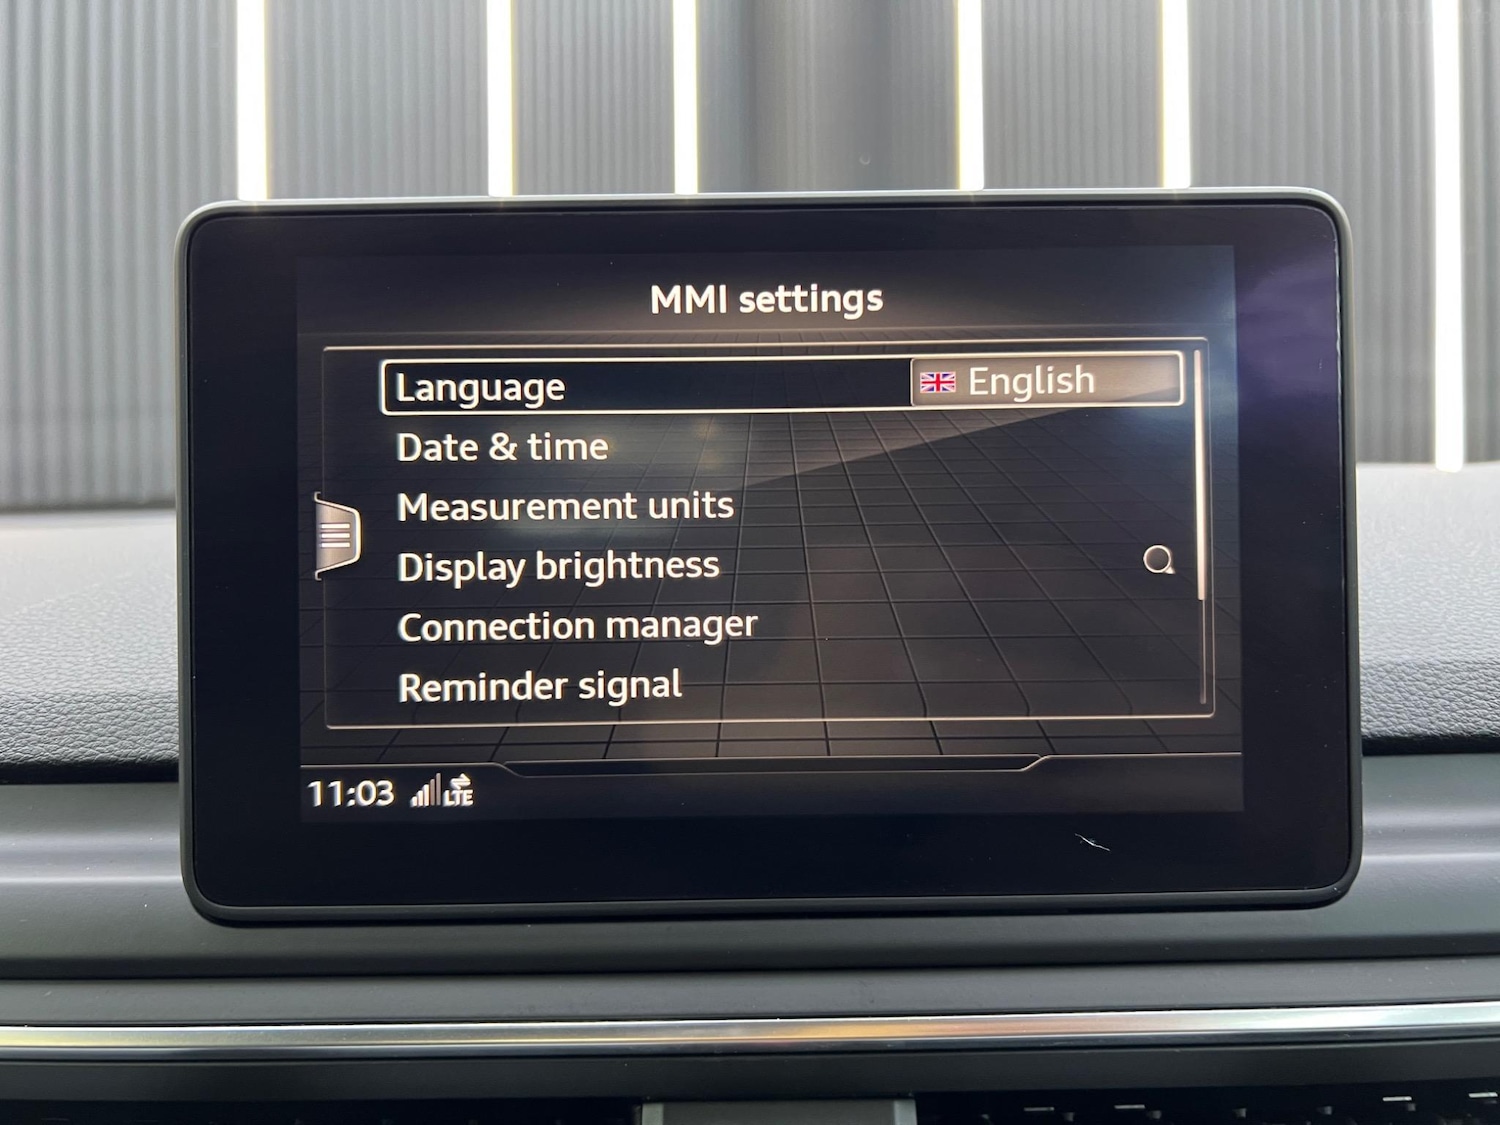 MMI settings
Language English
Date & time
Measurement units
Display brightness
Connection manager
Reminder signal
11:03 LTE